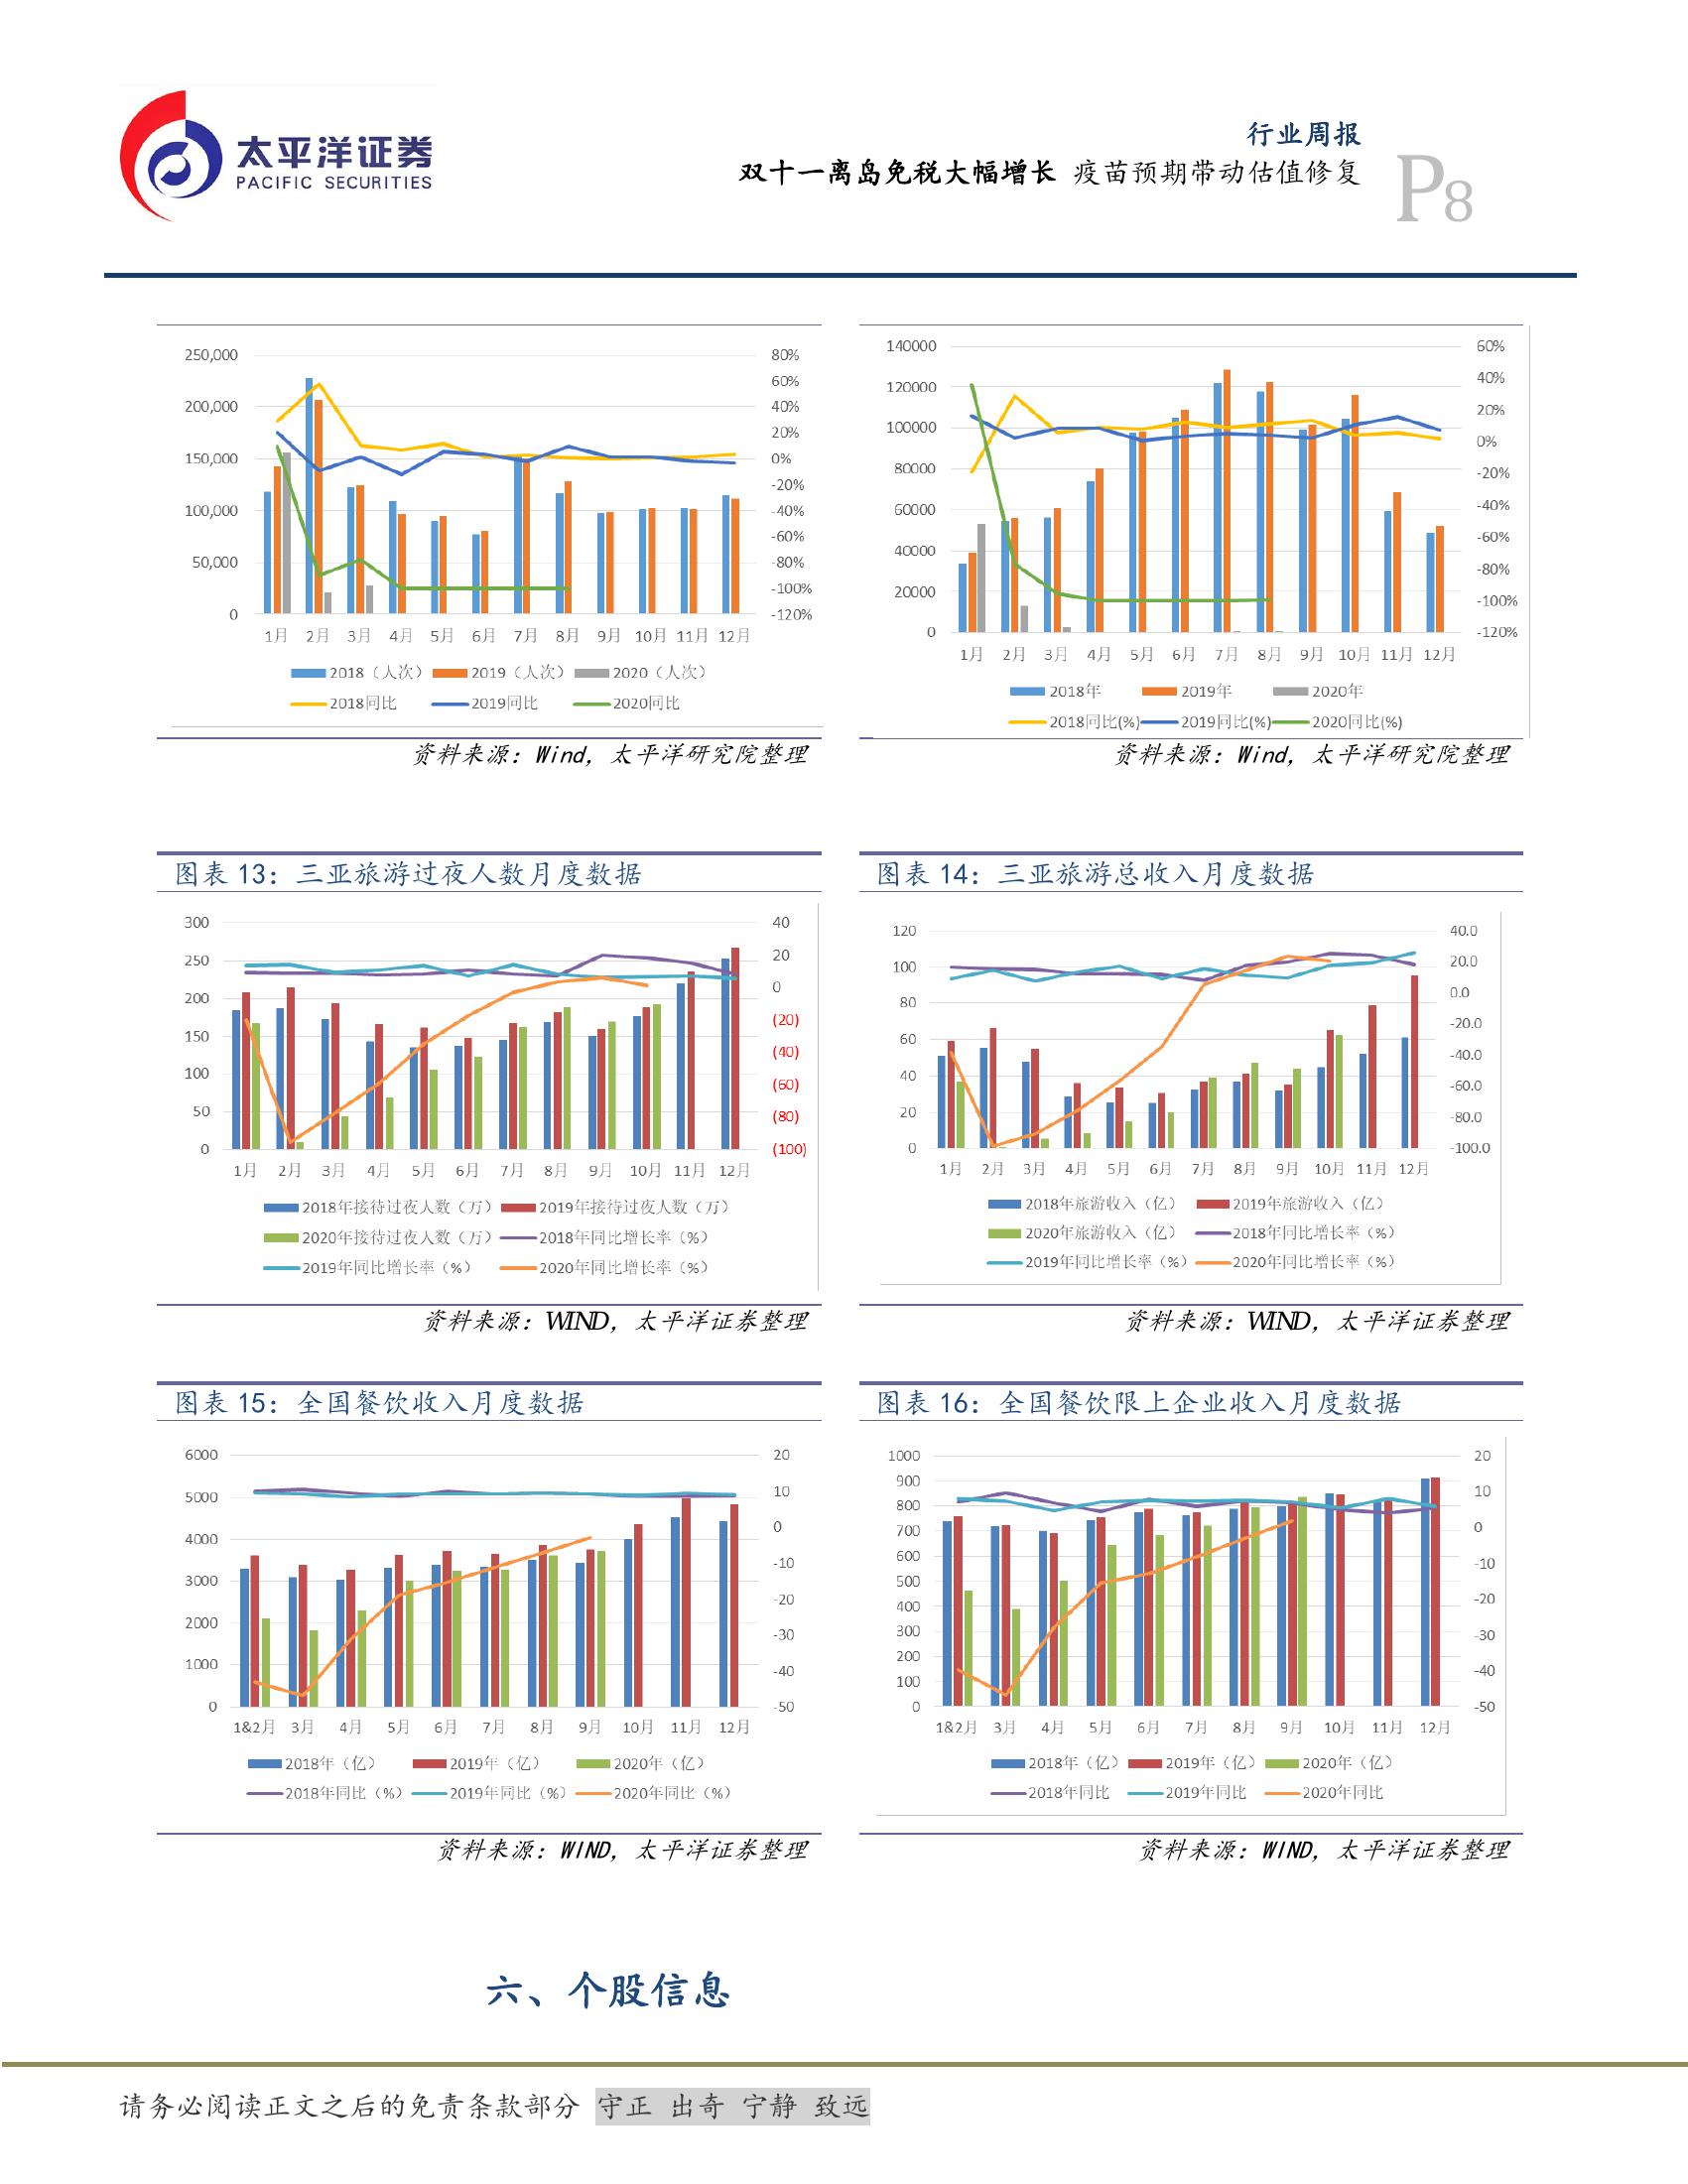 太平洋证券
PACIFIC SECURITIES
行业周报
双十一离岛免税大幅增长 疫苗预期带动估值修复
P8
250,000
200,000
150,000
100,000
50,000
0
80%
60%
40%
20%
0%
-20%
-40%
-60%
-80%
-100%
-120%
1月 2月 3月 4月 5月 6月 7月 8月 9月 10月 11月 12月
2018（人次） 2019（人次） 2020（人次）
2018同比 2019同比 2020同比
资料来源：Wind，太平洋研究院整理
140000
120000
100000
80000
60000
40000
20000
0
60%
40%
20%
0%
-20%
-40%
-60%
-80%
-100%
-120%
1月 2月 3月 4月 5月 6月 7月 8月 9月 10月 11月 12月
2018年 2019年 2020年
2018同比(%) 2019同比(%) 2020同比(%)
资料来源：Wind，太平洋研究院整理
图表 13：三亚旅游过夜人数月度数据
300
250
200
150
100
50
0
40
20
0
(20)
(40)
(60)
(80)
(100)
1月 2月 3月 4月 5月 6月 7月 8月 9月 10月 11月 12月
2018年接待过夜人数（万） 2019年接待过夜人数（万）
2020年接待过夜人数（万） 2018年同比增长率（%）
2019年同比增长率（%） 2020年同比增长率（%）
资料来源：WIND，太平洋证券整理
图表 14：三亚旅游总收入月度数据
120
100
80
60
40
20
0
40.0
20.0
0.0
-20.0
-40.0
-60.0
-80.0
-100.0
1月 2月 3月 4月 5月 6月 7月 8月 9月 10月 11月 12月
2018年旅游收入（亿） 2019年旅游收入（亿）
2020年旅游收入（亿） 2018年同比增长率（%）
2019年同比增长率（%） 2020年同比增长率（%）
资料来源：WIND，太平洋证券整理
图表 15：全国餐饮收入月度数据
6000
5000
4000
3000
2000
1000
0
20
10
0
-10
-20
-30
-40
-50
1&2月 3月 4月 5月 6月 7月 8月 9月 10月 11月 12月
2018年（亿） 2019年（亿） 2020年（亿）
2018年同比（%） 2019年同比（%） 2020年同比（%）
资料来源：WIND，太平洋证券整理
图表 16：全国餐饮限上企业收入月度数据
1000
900
800
700
600
500
400
300
200
100
0
20
10
0
-10
-20
-30
-40
-50
1&2月 3月 4月 5月 6月 7月 8月 9月 10月 11月 12月
2018年（亿） 2019年（亿） 2020年（亿）
2018年同比 2019年同比 2020年同比
资料来源：WIND，太平洋证券整理
六、个股信息
请务必阅读正文之后的免责条款部分 守正 出奇 宁静 致远